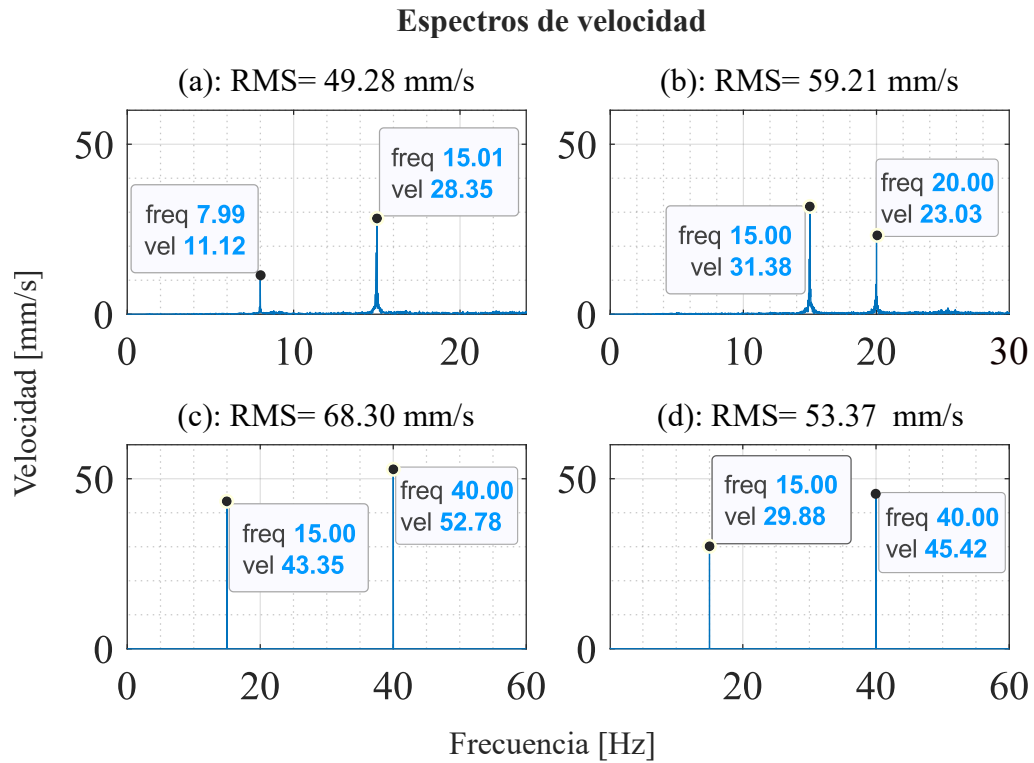 Espectros de velocidad
(a): RMS= 49.28 mm/s
50
0
freq 7.99
vel 11.12
freq 15.01
vel 28.35
0
10
20
(b): RMS= 59.21 mm/s
50
0
freq 15.00
vel 31.38
freq 20.00
vel 23.03
0
10
20
30
(c): RMS= 68.30 mm/s
50
0
freq 15.00
vel 43.35
freq 40.00
vel 52.78
0
20
40
60
(d): RMS= 53.37 mm/s
50
0
freq 15.00
vel 29.88
freq 40.00
vel 45.42
20
40
60
Velocidad [mm/s]
Frecuencia [Hz]